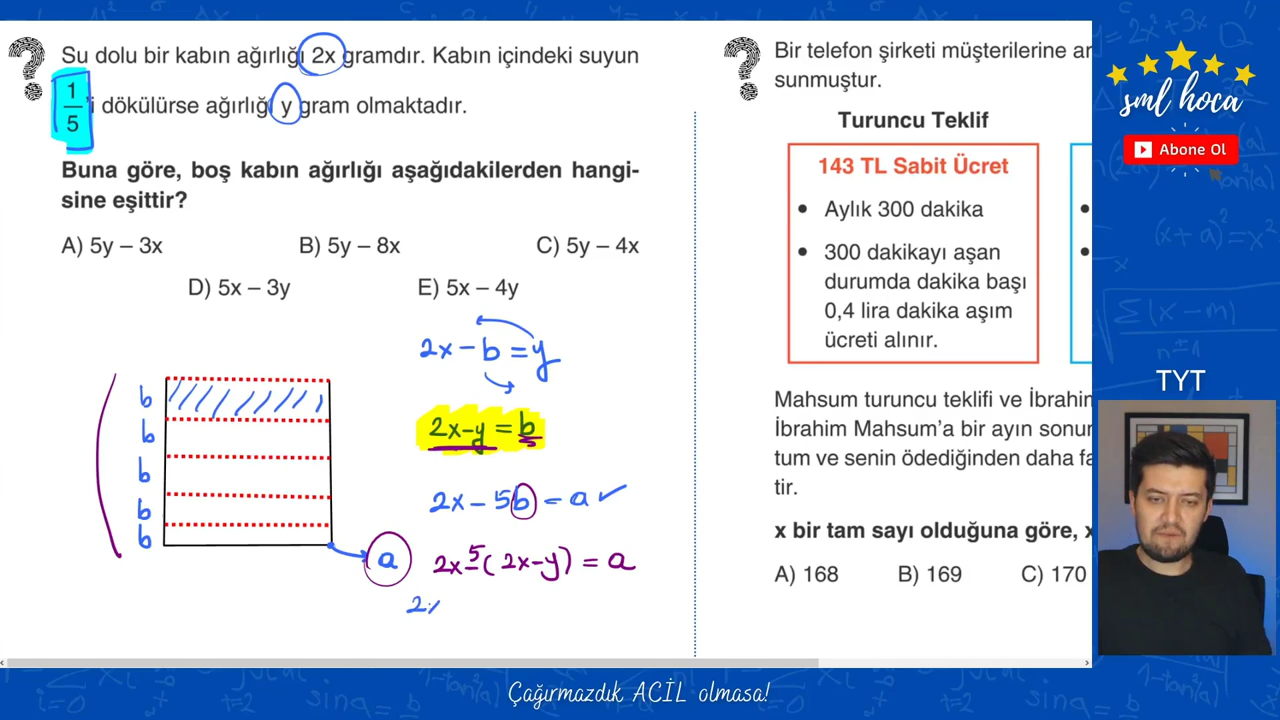 Su dolu bir kabın ağırlığı 2x gramdır. Kabın içindeki suyun
1/5'i dökülürse ağırlığı y gram olmaktadır.
Buna göre, boş kabın ağırlığı aşağıdakilerden hangi-
sine eşittir?
A) 5y – 3x B) 5y – 8x C) 5y – 4x
D) 5x – 3y E) 5x – 4y
2x – b = y
2x – y = b
2x – 5b = a ✓
2x – 5(2x – y) = a
2x
b
b
b
b
b
a
Bir telefon şirketi müşterilerine
sunmuştur.
Turuncu Teklif
143 TL Sabit Ücret
• Aylık 300 dakika
• 300 dakikayı aşan
durumda dakika başı
0,4 lira dakika aşım
ücreti alınır.
Mahsum turuncu teklifi ve İbrahim
İbrahim Mahsum'a bir ayın sonun
tum ve senin ödediğinden daha fa
tir.
x bir tam sayı olduğuna göre, x
A) 168 B) 169 C) 170
sml hoca
Abone Ol
TYT
Çağırmazdık ACİL olmasa!